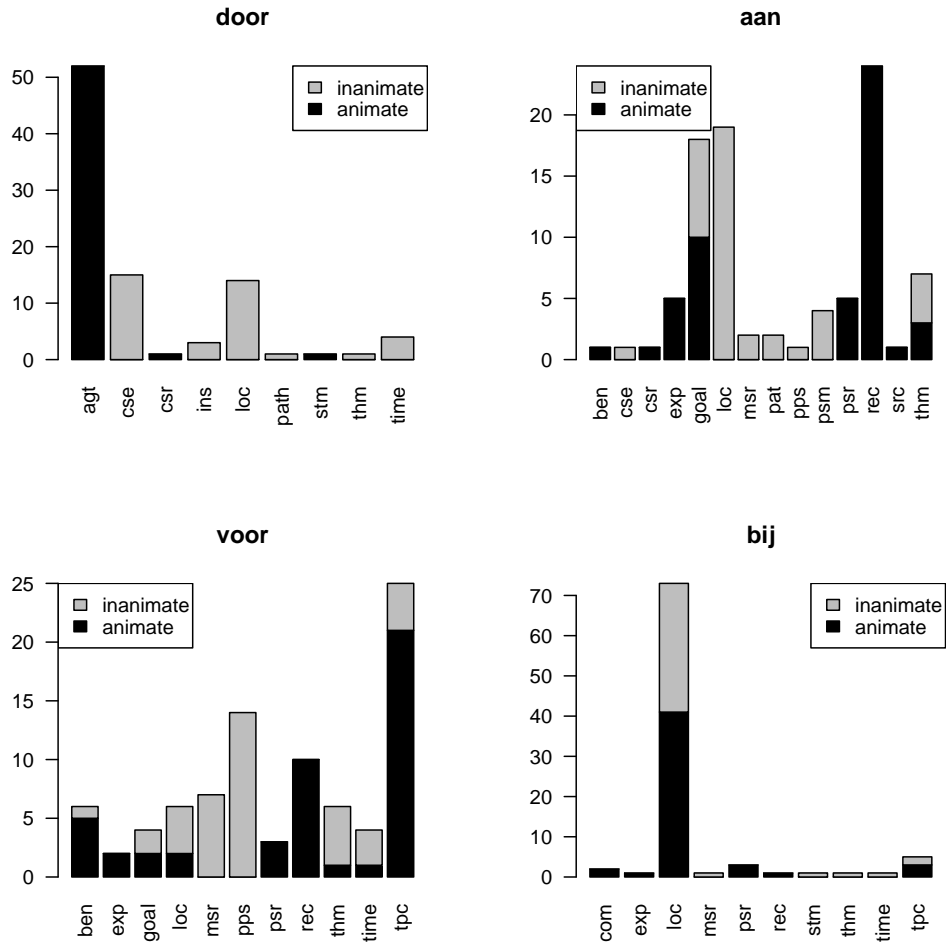 door
inanimate
animate
50
40
30
20
10
0
agt cse csr ins loc path stm thm time
aan
inanimate
animate
20
15
10
5
0
ben cse csr exp goal loc msr pat pps psm psr rec src thm
voor
inanimate
animate
25
20
15
10
5
0
ben exp goal loc msr pps psr rec thm time tpc
bij
inanimate
animate
70
60
50
40
30
20
10
0
com exp loc msr psr rec stm thm time tpc